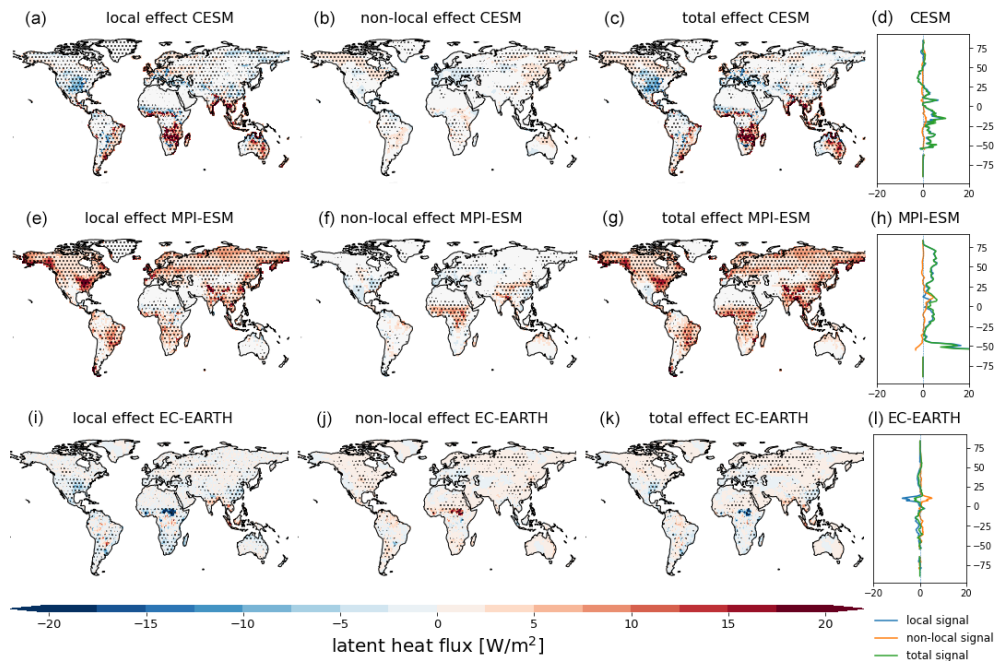 (a) local effect CESM (b) non-local effect CESM (c) total effect CESM (d) CESM
75
50
25
0
−25
−50
−75
−20 0 20
(e) local effect MPI-ESM (f) non-local effect MPI-ESM (g) total effect MPI-ESM (h) MPI-ESM
75
50
25
0
−25
−50
−75
−20 0 20
(i) local effect EC-EARTH (j) non-local effect EC-EARTH (k) total effect EC-EARTH (l) EC-EARTH
75
50
25
0
−25
−50
−75
−20 0 20
−20 −15 −10 −5 0 5 10 15 20
latent heat flux [W/m²]
local signal
non-local signal
total signal